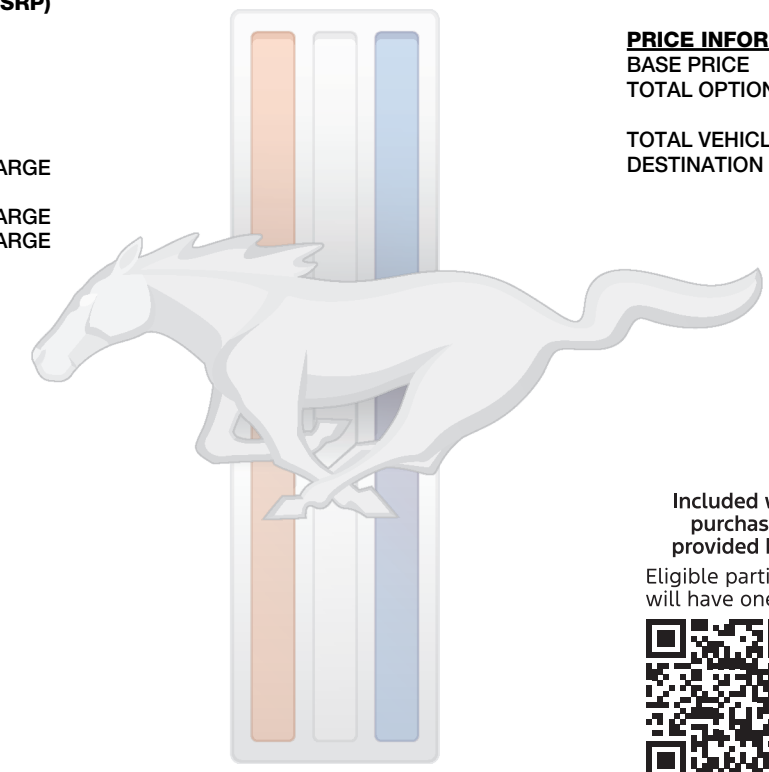 SRP)
ARGE
ARGE
ARGE
PRICE INFOR
BASE PRICE
TOTAL OPTION
TOTAL VEHICL
DESTINATION
Included w
purchas
provided b
Eligible parti
will have one